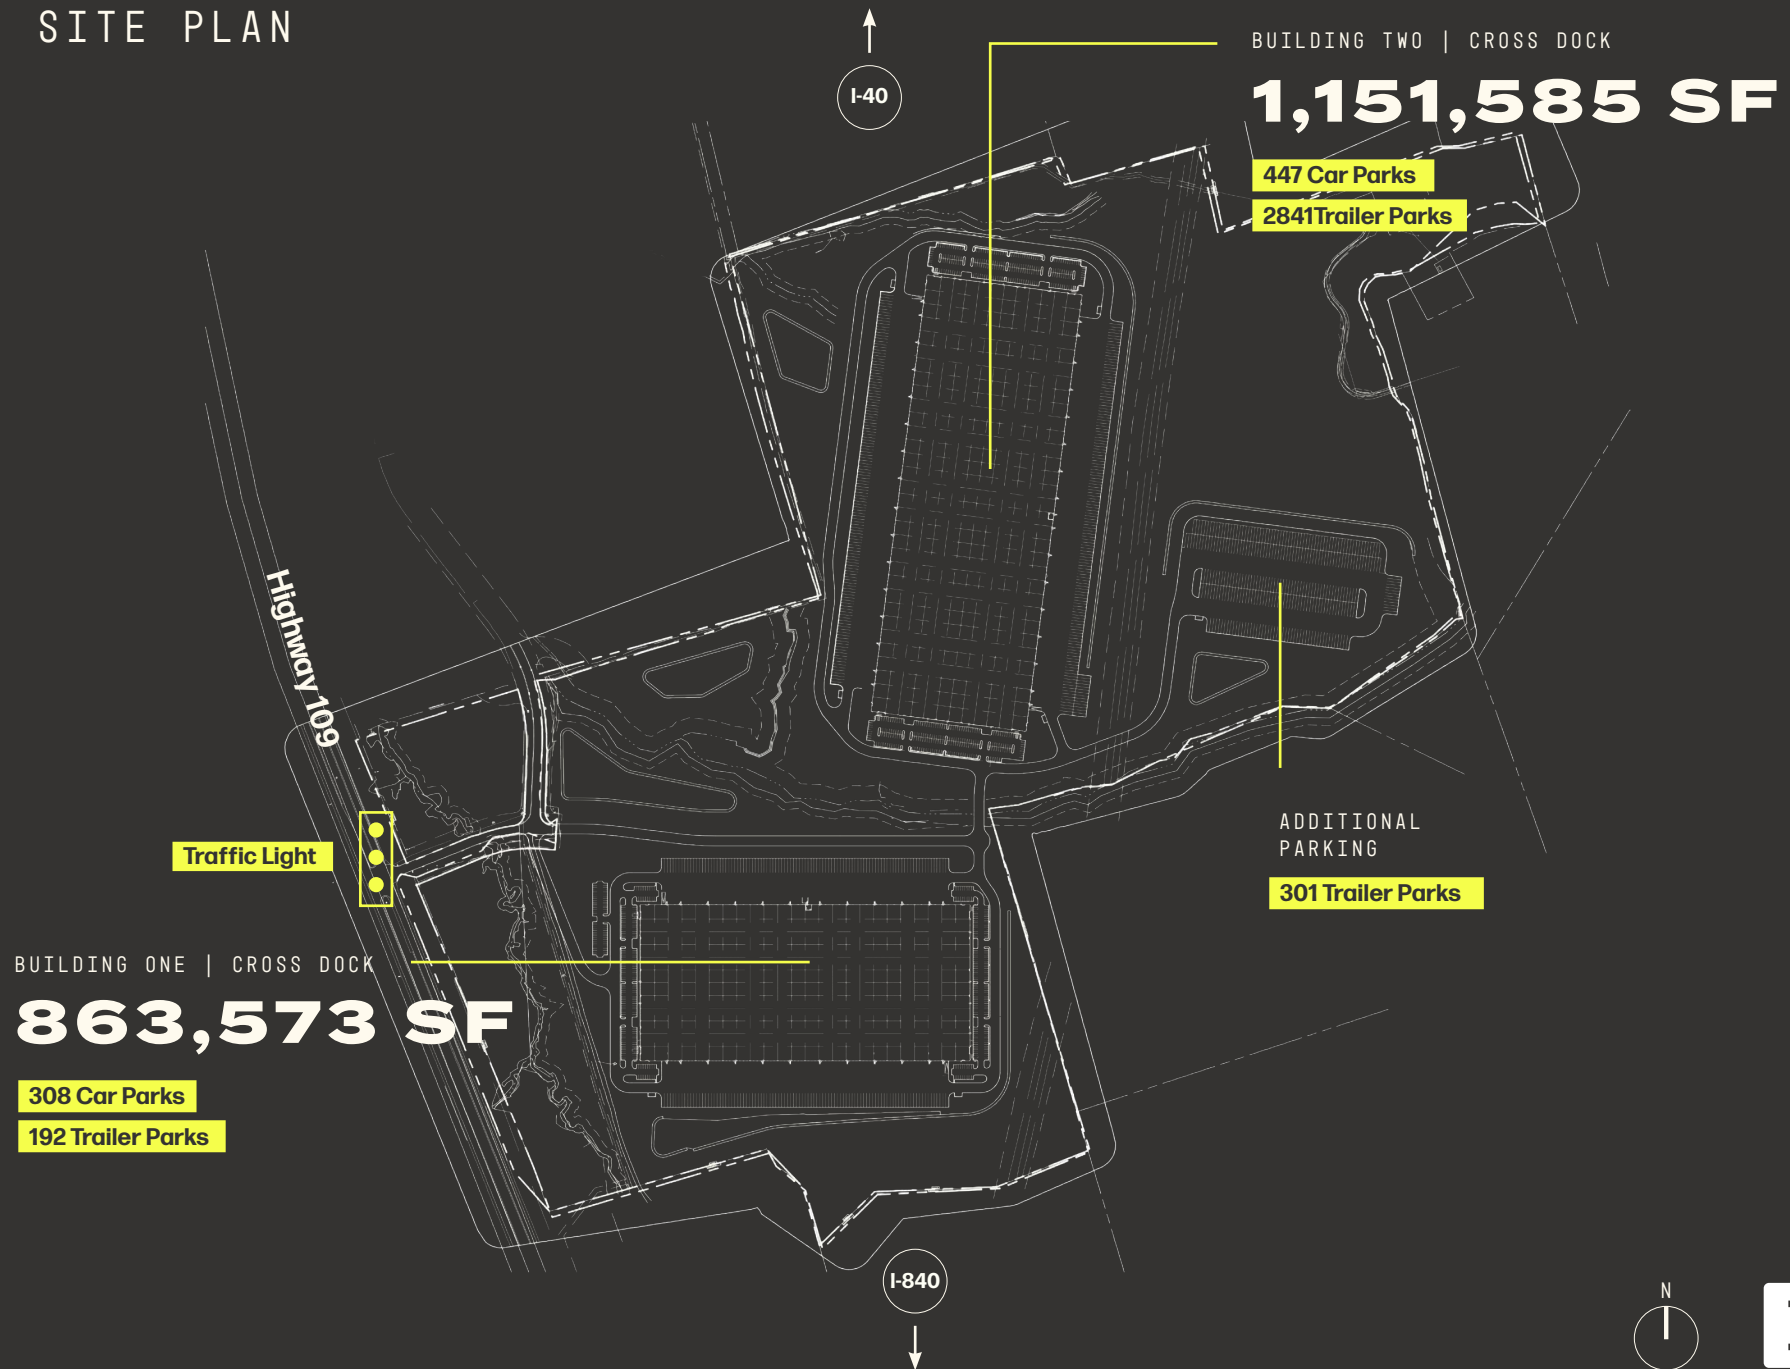 SITE PLAN
I-40
BUILDING TWO | CROSS DOCK
1,151,585 SF
447 Car Parks
2841Trailer Parks
Highway 109
Traffic Light
ADDITIONAL
PARKING
301 Trailer Parks
BUILDING ONE | CROSS DOCK
863,573 SF
308 Car Parks
192 Trailer Parks
I-840
N